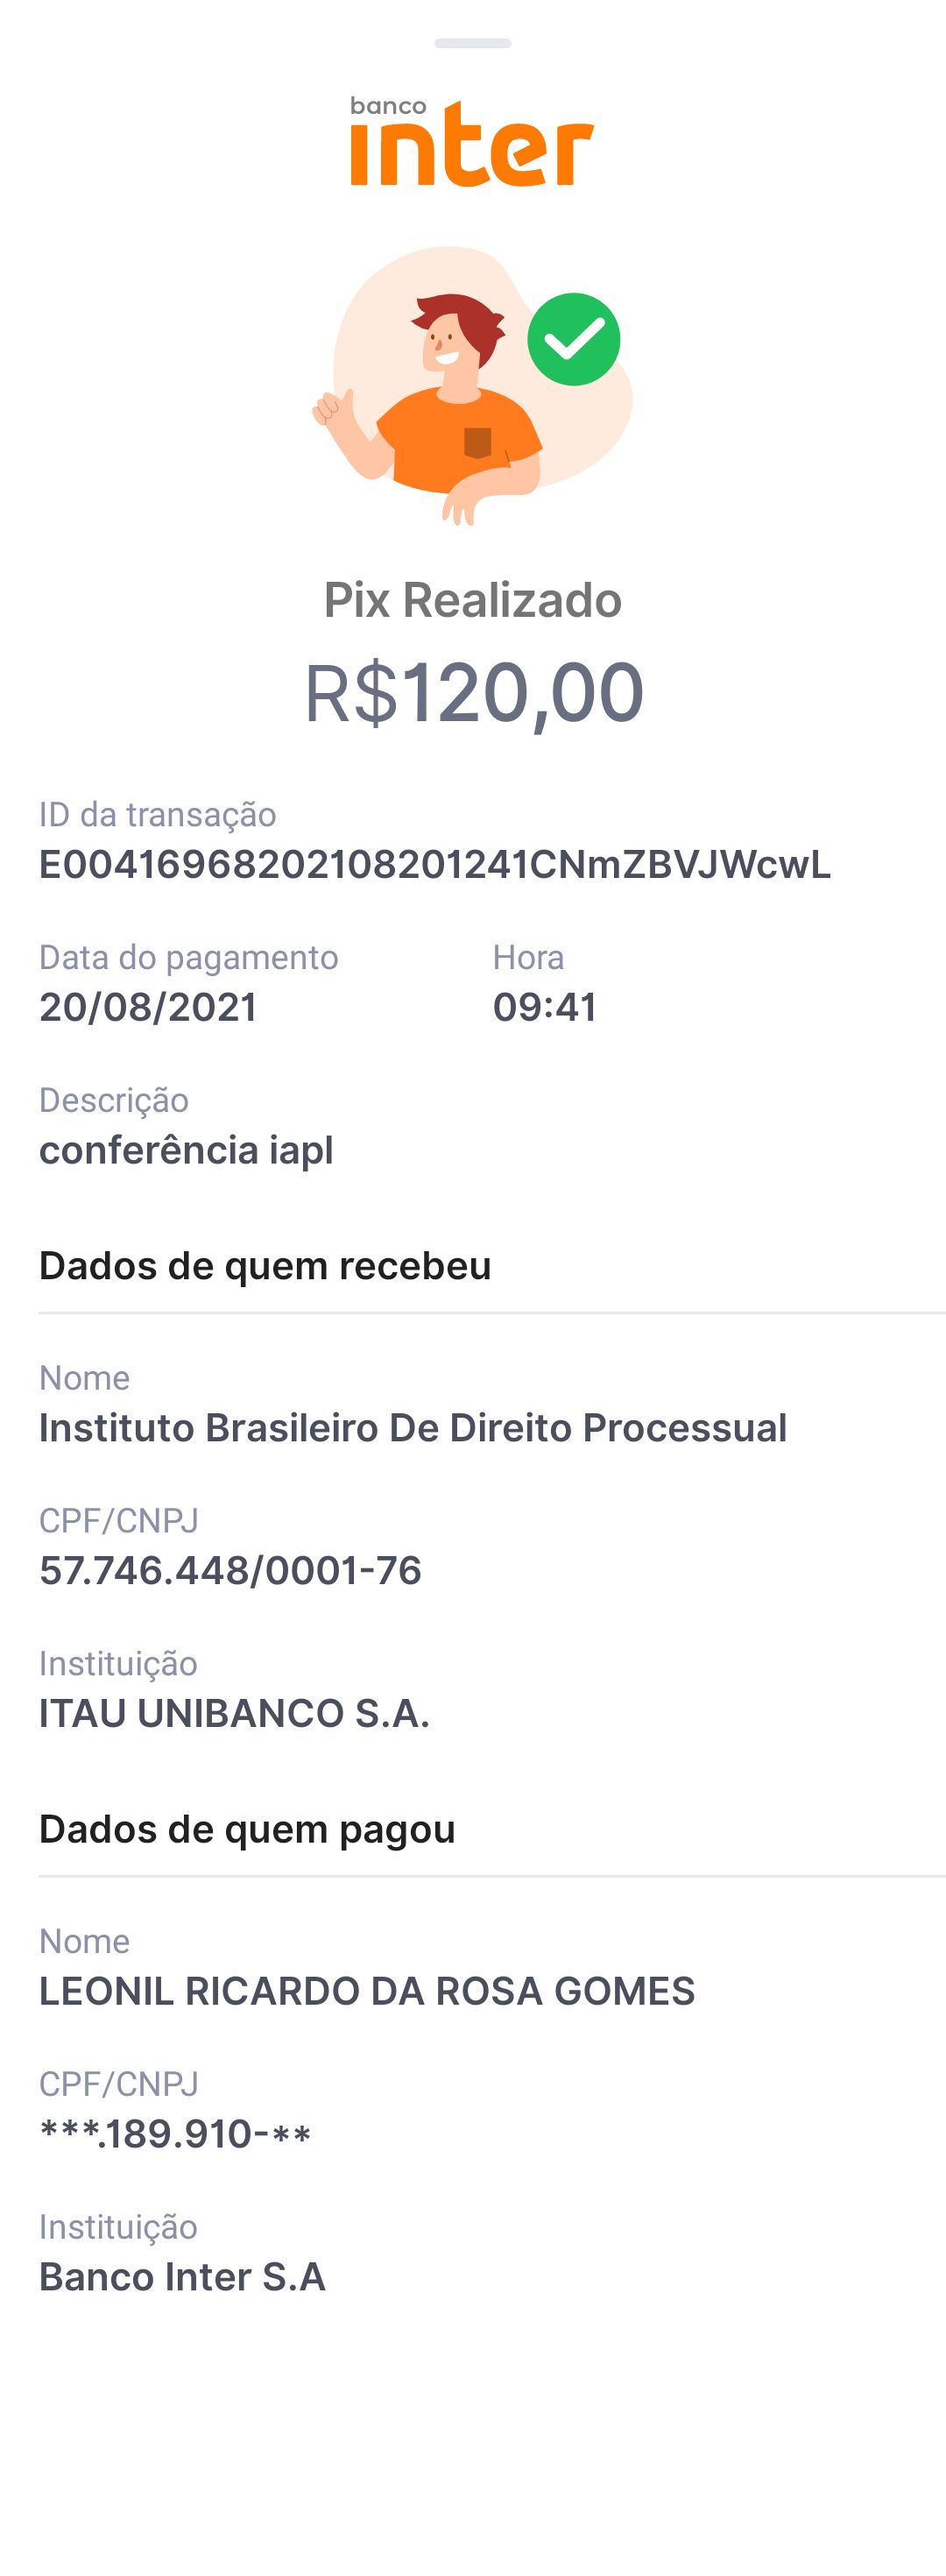 banco
inter
Pix Realizado
R$120,00
ID da transação
E00416968202108201241CNmZBVJWcwL
Data do pagamento Hora
20/08/2021 09:41
Descrição
conferência iapl
Dados de quem recebeu
Nome
Instituto Brasileiro De Direito Processual
CPF/CNPJ
57.746.448/0001-76
Instituição
ITAU UNIBANCO S.A.
Dados de quem pagou
Nome
LEONIL RICARDO DA ROSA GOMES
CPF/CNPJ
***.189.910-**
Instituição
Banco Inter S.A